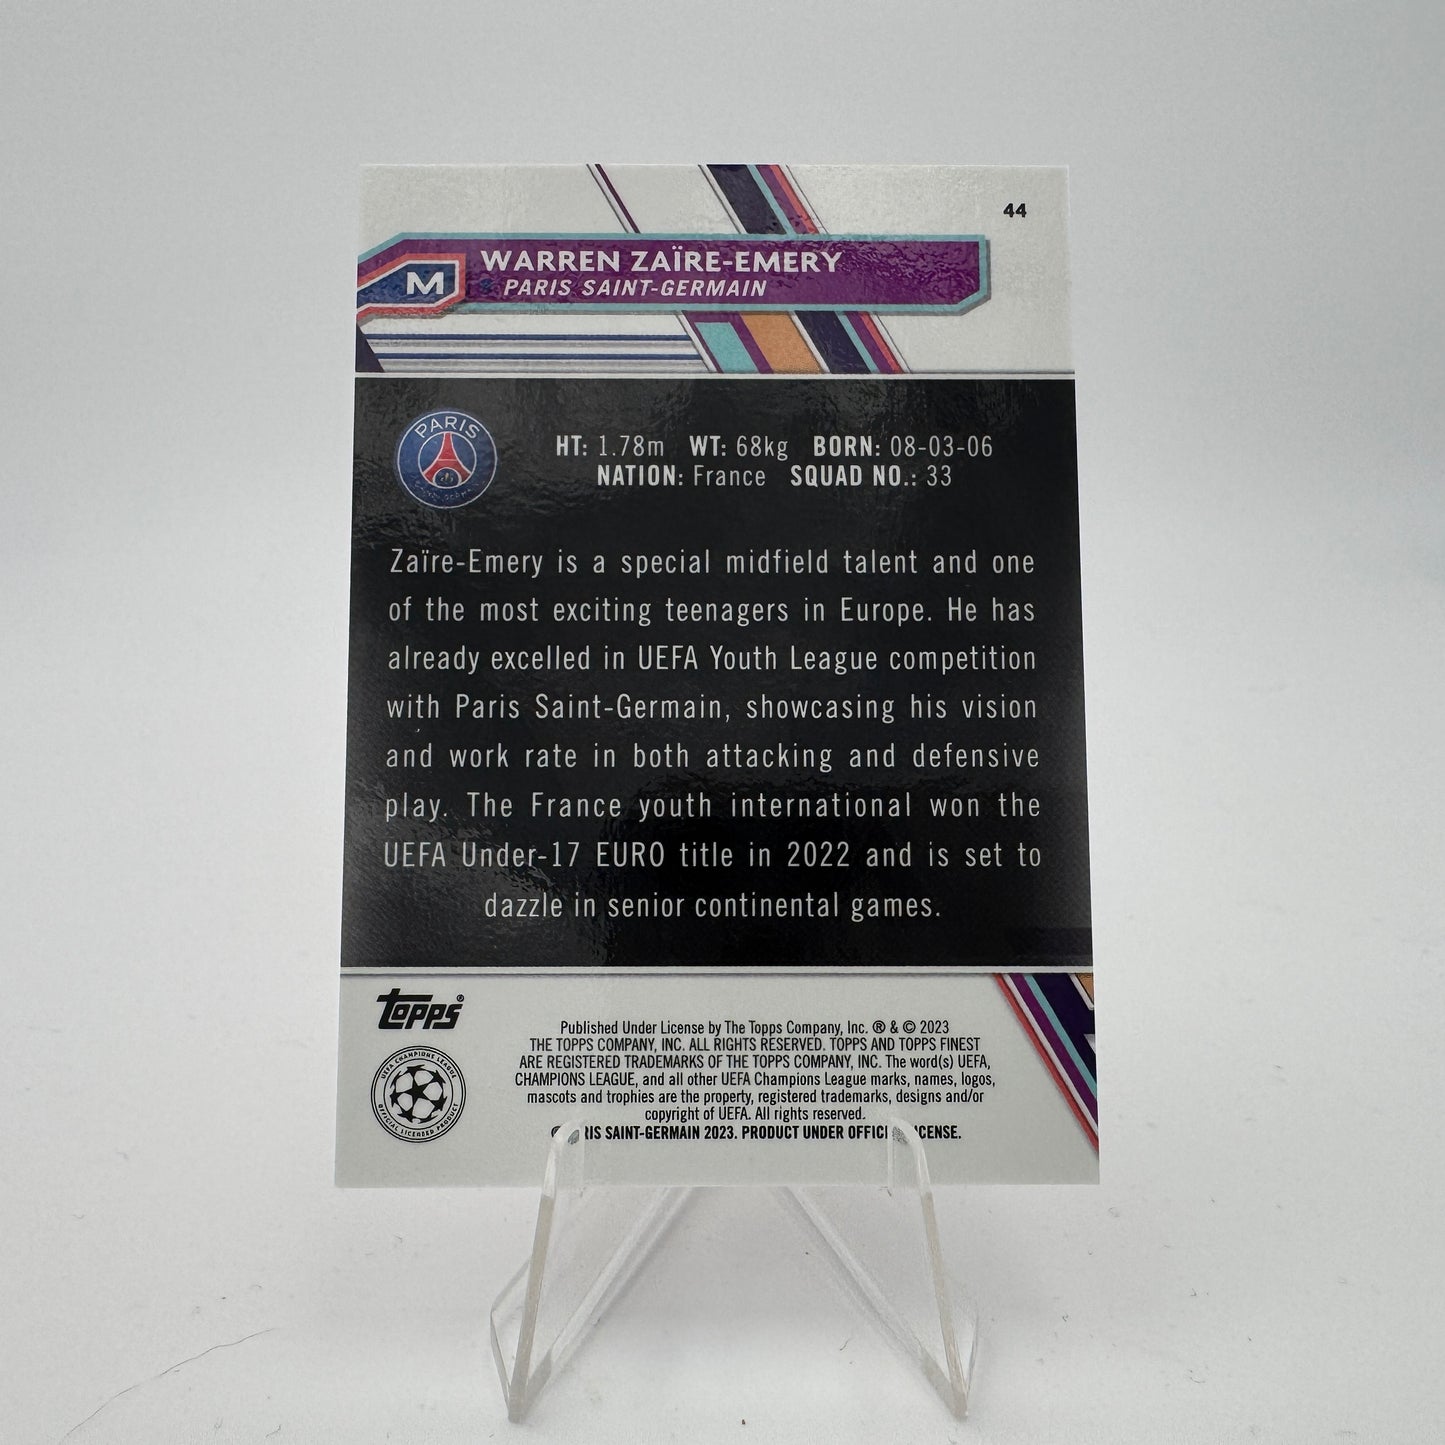 44
WARREN ZAÏRE-EMERY
M
PARIS SAINT-GERMAIN
PARIS
HT: 1.78m WT: 68kg BORN: 08-03-06
NATION: France SQUAD NO.: 33
Zaïre-Emery is a special midfield talent and one
of the most exciting teenagers in Europe. He has
already excelled in UEFA Youth League competition
with Paris Saint-Germain, showcasing his vision
and work rate in both attacking and defensive
play. The France youth international won the
UEFA Under-17 EURO title in 2022 and is set to
dazzle in senior continental games.
Topps®
Published Under License by The Topps Company, Inc. ® & © 2023
THE TOPPS COMPANY, INC. ALL RIGHTS RESERVED. TOPPS AND TOPPS FINEST
ARE REGISTERED TRADEMARKS OF THE TOPPS COMPANY, INC. The word(s) UEFA,
CHAMPIONS LEAGUE, and all other UEFA Champions League marks, names, logos,
mascots and trophies are the property, registered trademarks, designs and/or
copyright of UEFA. All rights reserved.
SAINT-GERMAIN 2023. PRODUCT UNDER
UEFA CHAMPIONS LEAGUE
OFFICIAL LICENSED PRODUCT